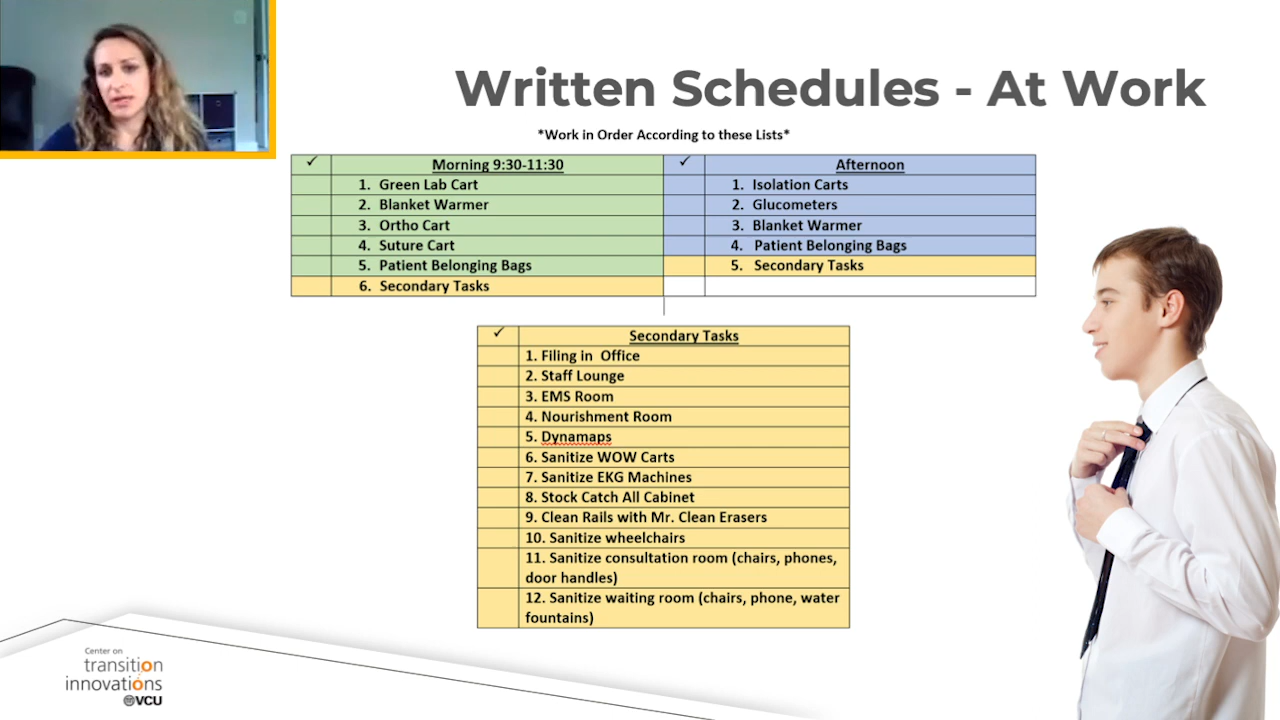 Written Schedules - At Work
*Work in Order According to these Lists*
✓ Morning 9:30-11:30
1. Green Lab Cart
2. Blanket Warmer
3. Ortho Cart
4. Suture Cart
5. Patient Belonging Bags
6. Secondary Tasks
✓ Afternoon
1. Isolation Carts
2. Glucometers
3. Blanket Warmer
4. Patient Belonging Bags
5. Secondary Tasks
✓ Secondary Tasks
1. Filing in Office
2. Staff Lounge
3. EMS Room
4. Nourishment Room
5. Dynamaps
6. Sanitize WOW Carts
7. Sanitize EKG Machines
8. Stock Catch All Cabinet
9. Clean Rails with Mr. Clean Erasers
10. Sanitize wheelchairs
11. Sanitize consultation room (chairs, phones,
door handles)
12. Sanitize waiting room (chairs, phone, water
fountains)
Center on
transition
innovations
VCU